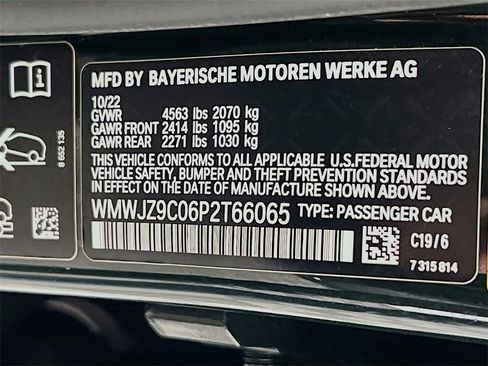 MFD BY BAYERISCHE MOTOREN WERKE AG
10/22
GVWR 4563 lbs 2070 kg
GAWR FRONT 2414 lbs 1095 kg
GAWR REAR 2271 lbs 1030 kg
THIS VEHICLE CONFORMS TO ALL APPLICABLE U.S.FEDERAL MOTOR
VEHICLE SAFETY, BUMPER AND THEFT PREVENTION STANDARDS
IN EFFECT ON THE DATE OF MANUFACTURE SHOWN ABOVE.
WMWJZ9C06P2T66065 TYPE: PASSENGER CAR
C19/6
7 315 814
8 652 135